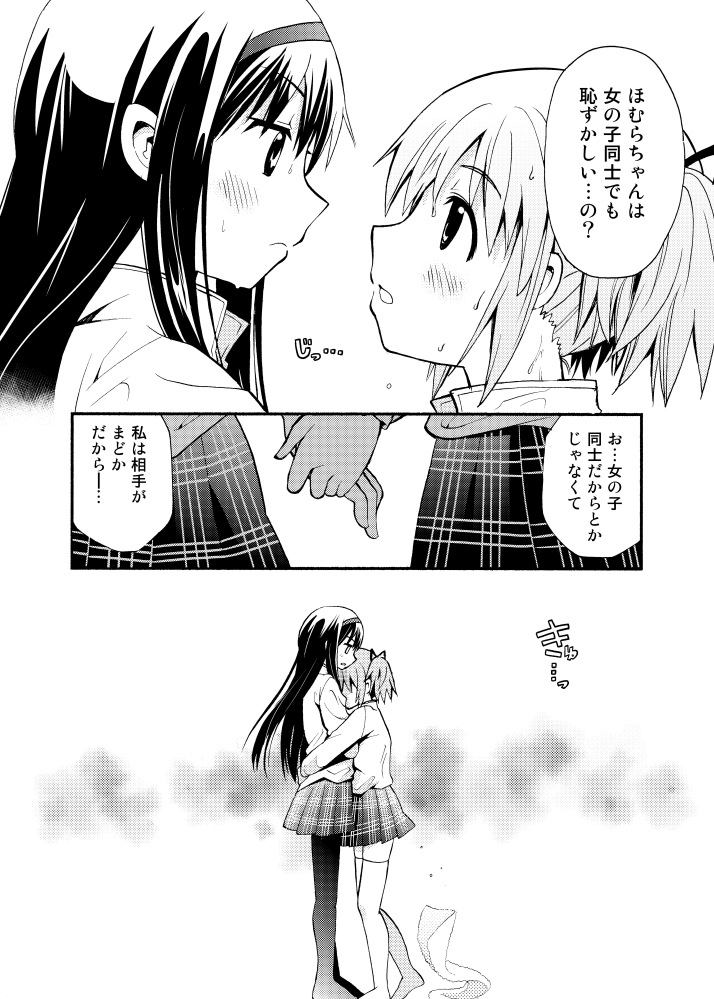 ほむらちゃんは
女の子同士でも
恥ずかしい…の?
じっ…
お…女の子
同士だからとか
じゃなくて
私は相手が
まどか
だから━…
きゅ…っ